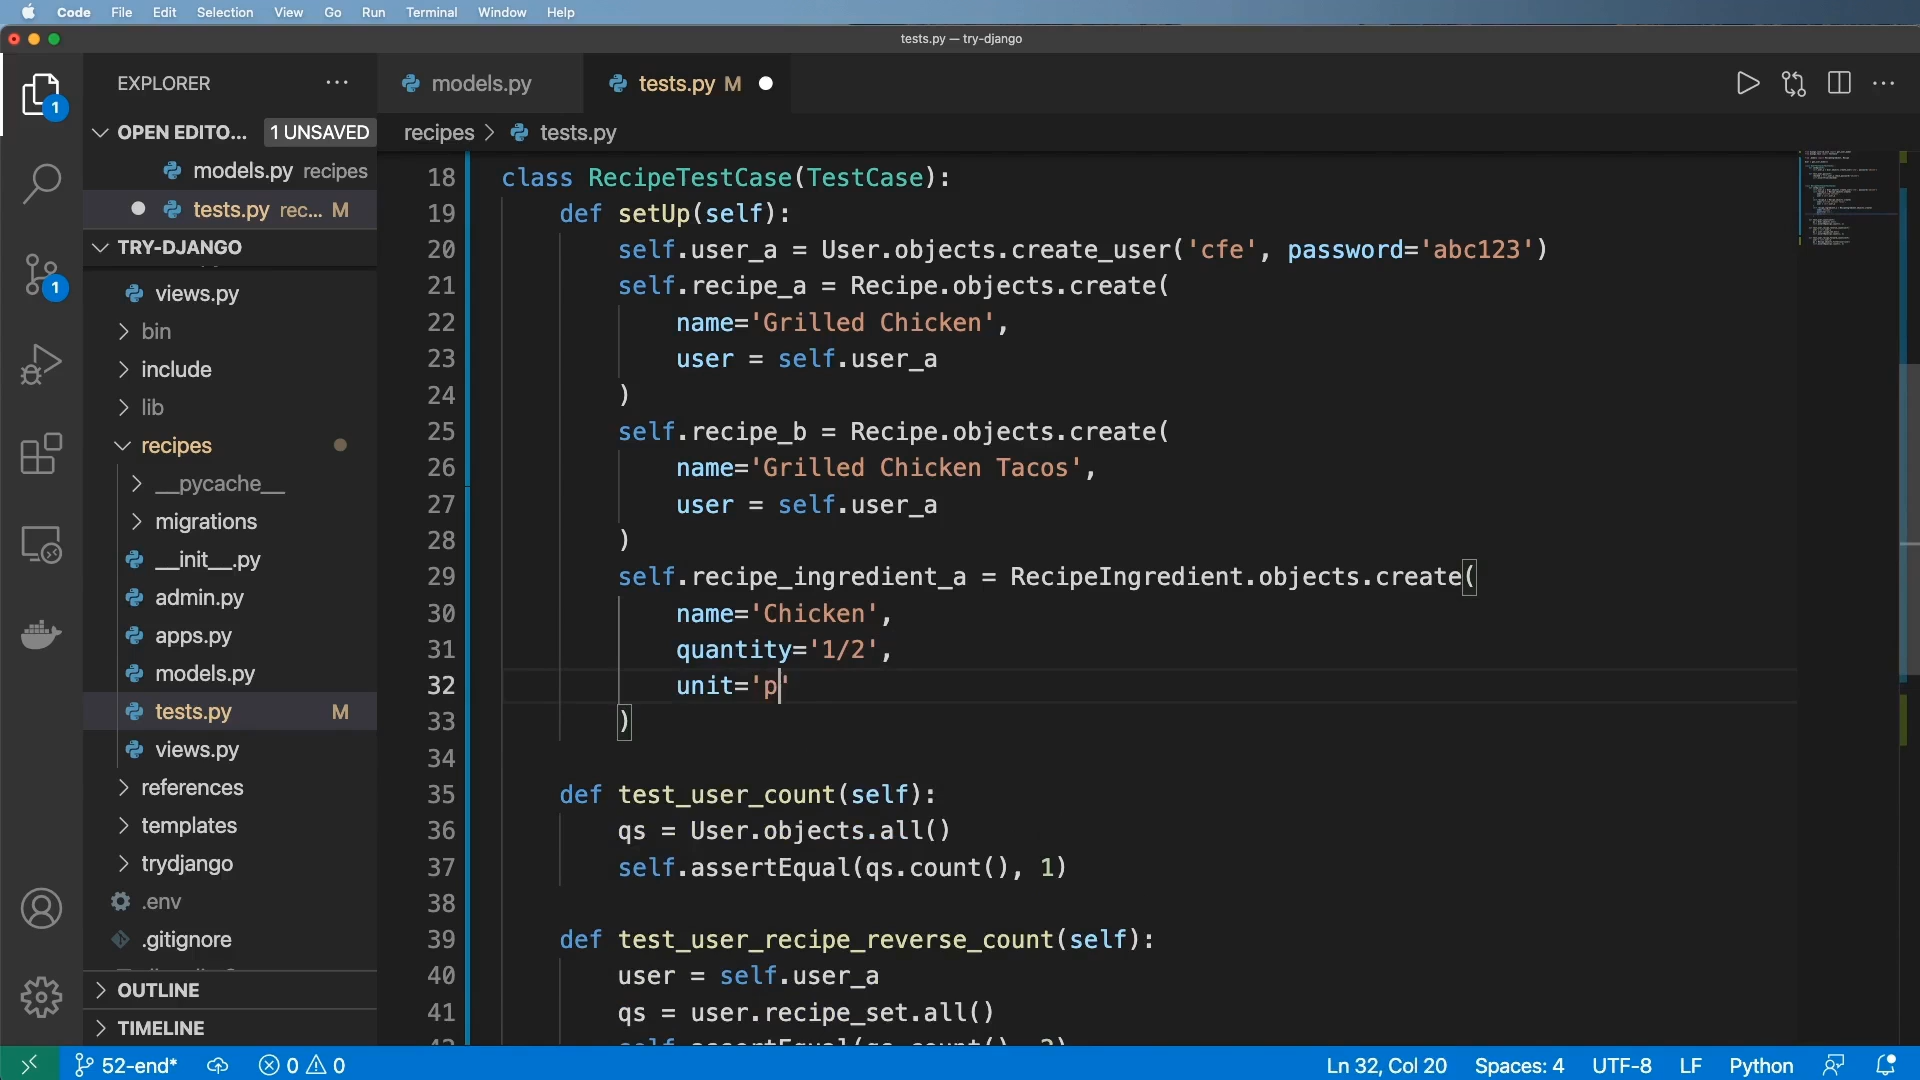 Code File Edit Selection View Go Run Terminal Window Help
tests.py — try-django
EXPLORER
OPEN EDITO... 1 UNSAVED
models.py recipes
tests.py rec... M
TRY-DJANGO
views.py
bin
include
lib
recipes
__pycache__
migrations
__init__.py
admin.py
apps.py
models.py
tests.py M
views.py
references
templates
trydjango
.env
.gitignore
OUTLINE
TIMELINE
1
1
models.py
tests.py M
recipes > tests.py
18 class RecipeTestCase(TestCase):
19 def setUp(self):
20 self.user_a = User.objects.create_user('cfe', password='abc123')
21 self.recipe_a = Recipe.objects.create(
22 name='Grilled Chicken',
23 user = self.user_a
24 )
25 self.recipe_b = Recipe.objects.create(
26 name='Grilled Chicken Tacos',
27 user = self.user_a
28 )
29 self.recipe_ingredient_a = RecipeIngredient.objects.create(
30 name='Chicken',
31 quantity='1/2',
32 unit='p'
33 )
34
35 def test_user_count(self):
36 qs = User.objects.all()
37 self.assertEqual(qs.count(), 1)
38
39 def test_user_recipe_reverse_count(self):
40 user = self.user_a
41 qs = user.recipe_set.all()
52-end* 0 0 Ln 32, Col 20 Spaces: 4 UTF-8 LF Python